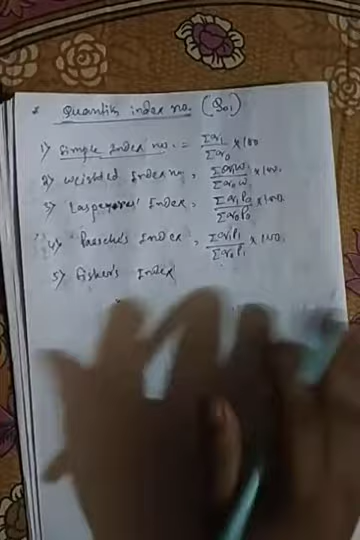 * Quantity index no. (Q01)
1) Simple Index no. = Σq1/Σq0 × 100
2) Weighted Index no = Σq1w/Σq0w × 100.
3) Laspeyres' Index = Σq1P0/Σq0P0 × 100.
4) Paasche's Index = Σq1P1/Σq0P1 × 100.
5) Fisher's Index